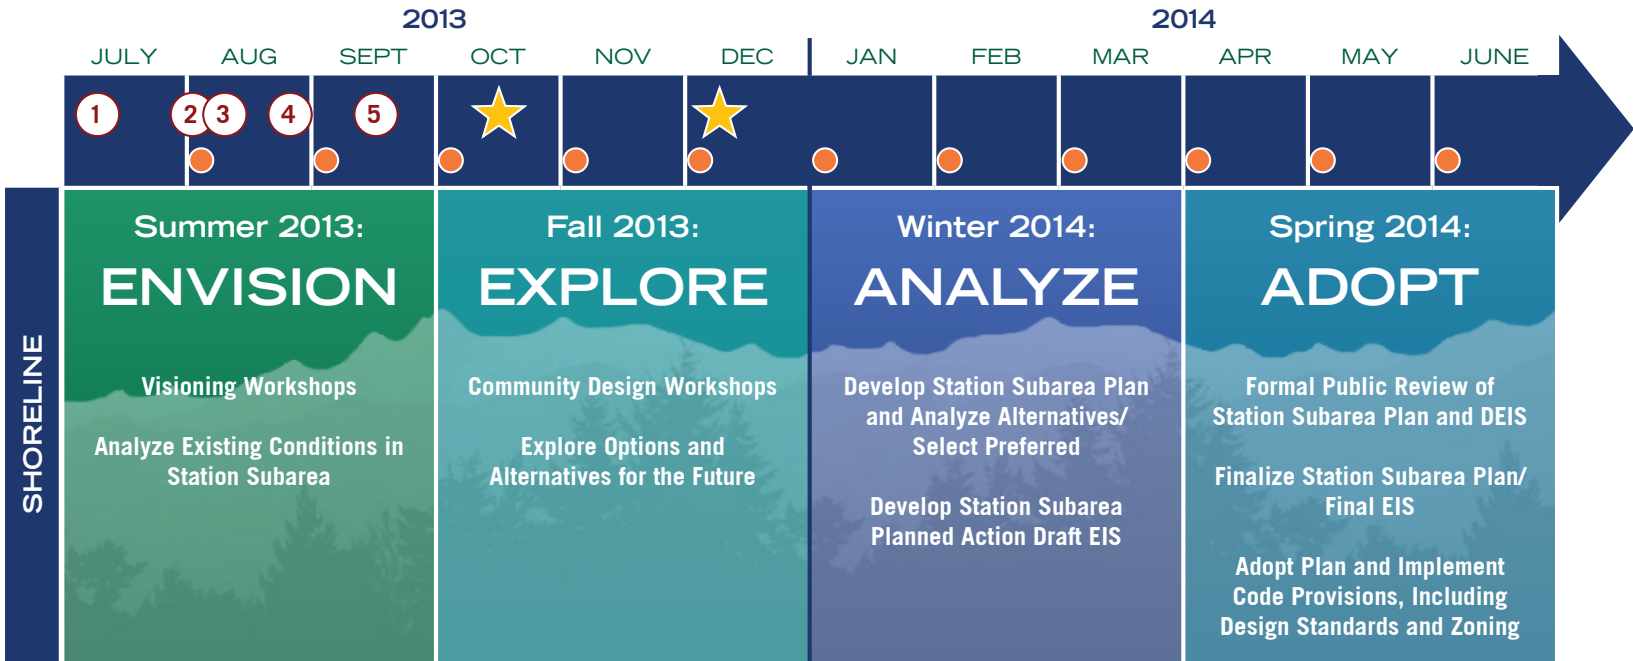 2013
2014
JULY
AUG
SEPT
OCT
NOV
DEC
JAN
FEB
MAR
APR
MAY
JUNE
1
2
3
4
5
SHORELINE
Summer 2013:
ENVISION
Visioning Workshops
Analyze Existing Conditions in
Station Subarea
Fall 2013:
EXPLORE
Community Design Workshops
Explore Options and
Alternatives for the Future
Winter 2014:
ANALYZE
Develop Station Subarea Plan
and Analyze Alternatives/
Select Preferred
Develop Station Subarea
Planned Action Draft EIS
Spring 2014:
ADOPT
Formal Public Review of
Station Subarea Plan and DEIS
Finalize Station Subarea Plan/
Final EIS
Adopt Plan and Implement
Code Provisions, Including
Design Standards and Zoning